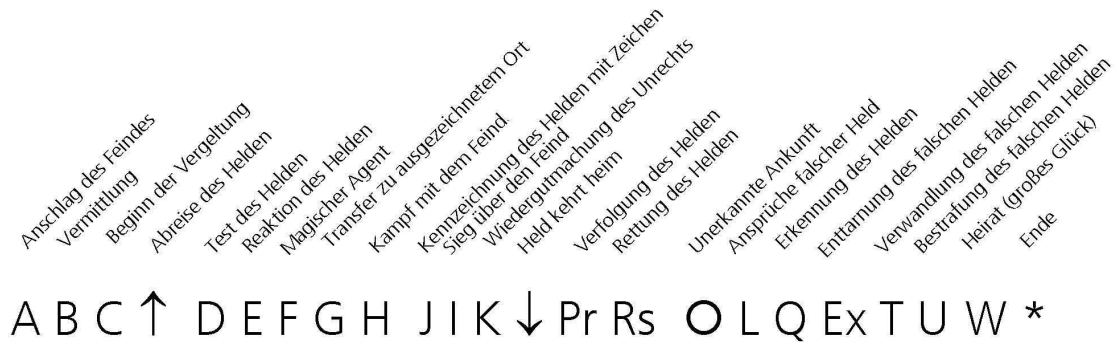 Anschlag des Feindes
Vermittlung
Beginn der Vergeltung
Abreise des Helden
Test des Helden
Reaktion des Helden
Magischer Agent
Transfer zu ausgezeichnetem Ort
Kampf mit dem Feind
Kennzeichnung des Helden mit Zeichen
Sieg über den Feind
Wiedergutmachung des Unrechts
Held kehrt heim
Verfolgung des Helden
Rettung des Helden
Unerkannte Ankunft
Ansprüche falscher Held
Erkennung des Helden
Enttarnung des falschen Helden
Verwandlung des falschen Helden
Bestrafung des falschen Helden
Heirat (großes Glück)
Ende
A B C ↑ D E F G H J I K ↓ Pr Rs O L Q Ex T U W *